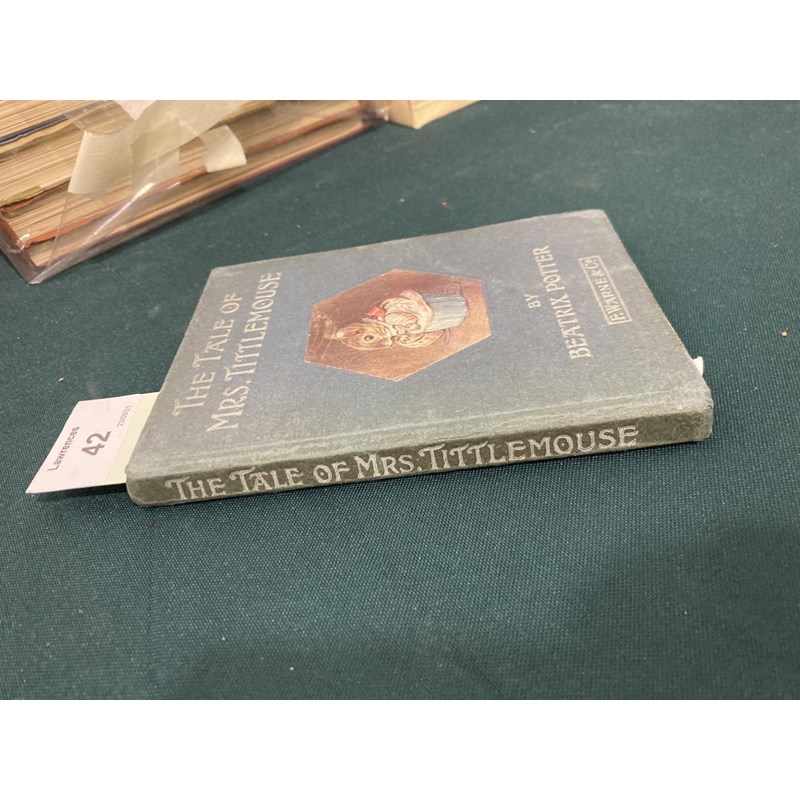 THE TALE OF
MRS. TITTLEMOUSE
BY
BEATRIX POTTER
F. WARNE & Co
THE TALE OF MRS. TITTLEMOUSE
Lawrences
42